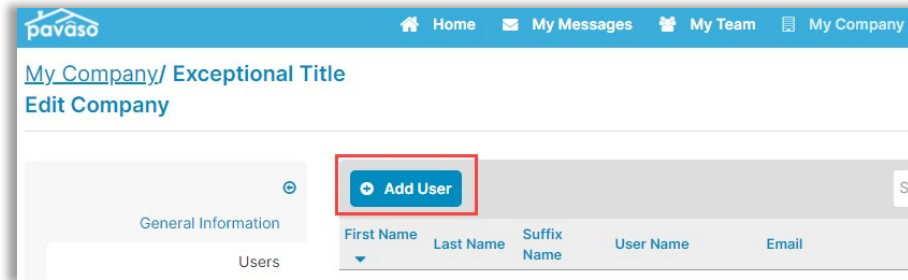 pavaso
Home My Messages My Team My Company
My Company/ Exceptional Title
Edit Company
Add User
General Information
Users
First Name Last Name Suffix Name User Name Email